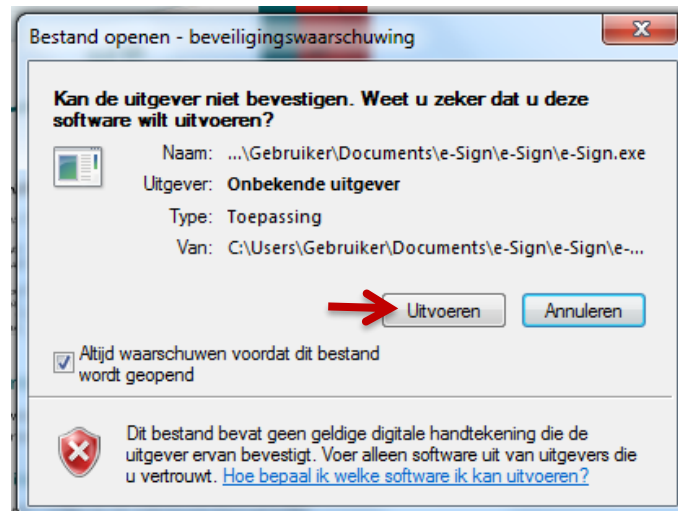 Bestand openen - beveiligingswaarschuwing
Kan de uitgever niet bevestigen. Weet u zeker dat u deze
software wilt uitvoeren?
Naam: ...\Gebruiker\Documents\e-Sign\e-Sign\e-Sign.exe
Uitgever: Onbekende uitgever
Type: Toepassing
Van: C:\Users\Gebruiker\Documents\e-Sign\e-Sign\e-...
Uitvoeren Annuleren
Altijd waarschuwen voordat dit bestand
wordt geopend
Dit bestand bevat geen geldige digitale handtekening die de
uitgever ervan bevestigt. Voer alleen software uit van uitgevers die
u vertrouwt. Hoe bepaal ik welke software ik kan uitvoeren?